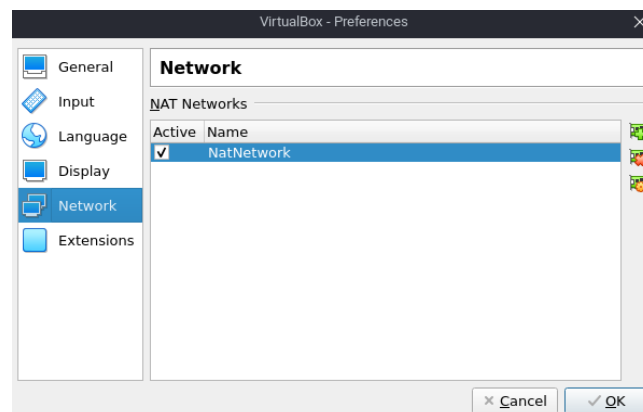 VirtualBox - Preferences
General
Input
Language
Display
Network
Extensions
Network
NAT Networks
Active Name
NatNetwork
Cancel OK